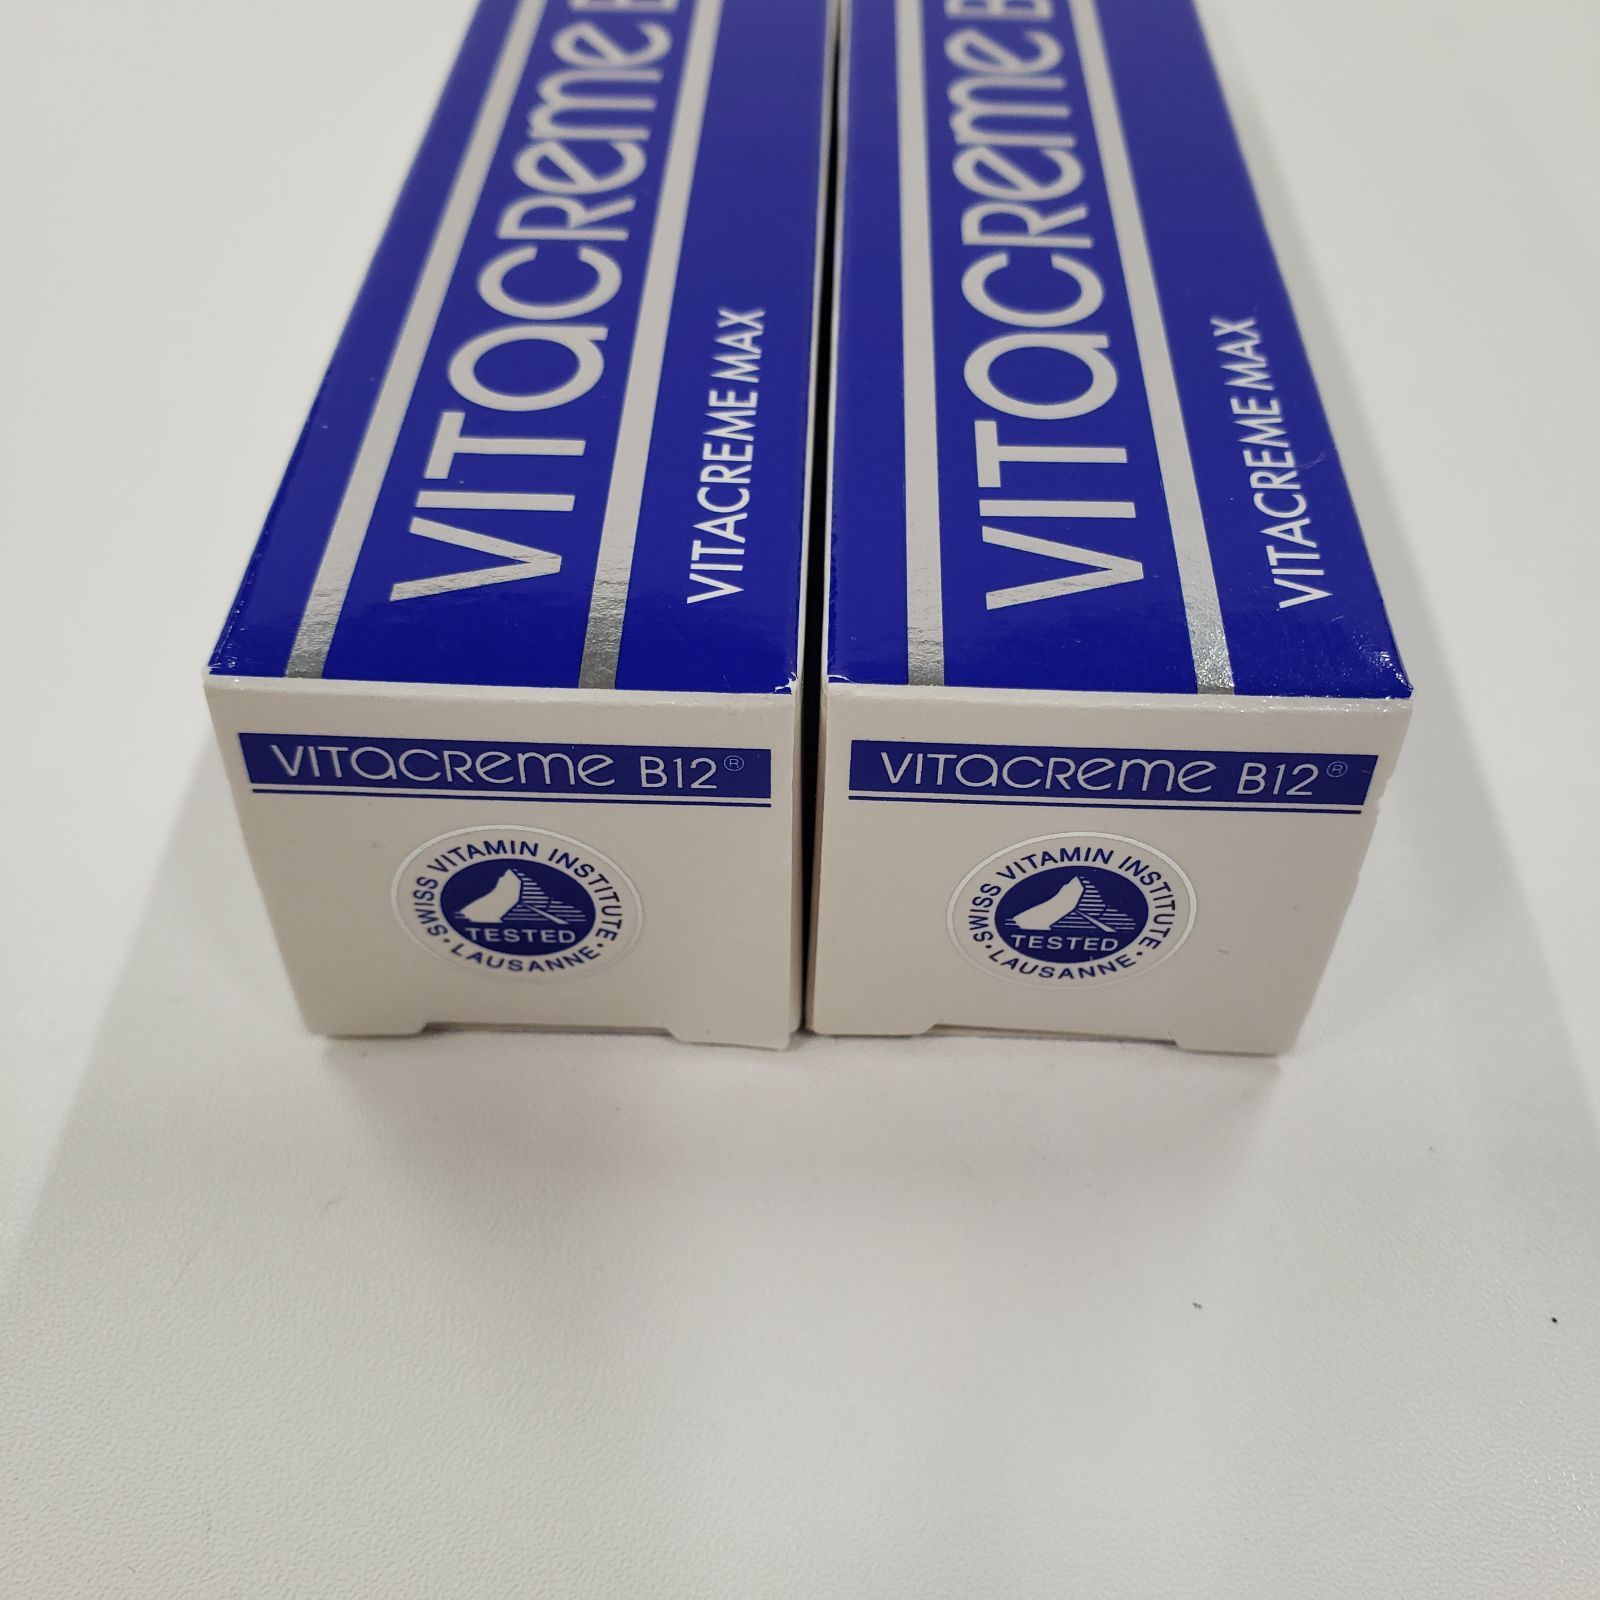 VITACREME B
VITACREME MAX
VITACREME B
VITACREME MAX
VITACREME B12®
SWISS VITAMIN INSTITUTE
TESTED
· LAUSANNE ·
VITACREME B12®
SWISS VITAMIN INSTITUTE
TESTED
· LAUSANNE ·